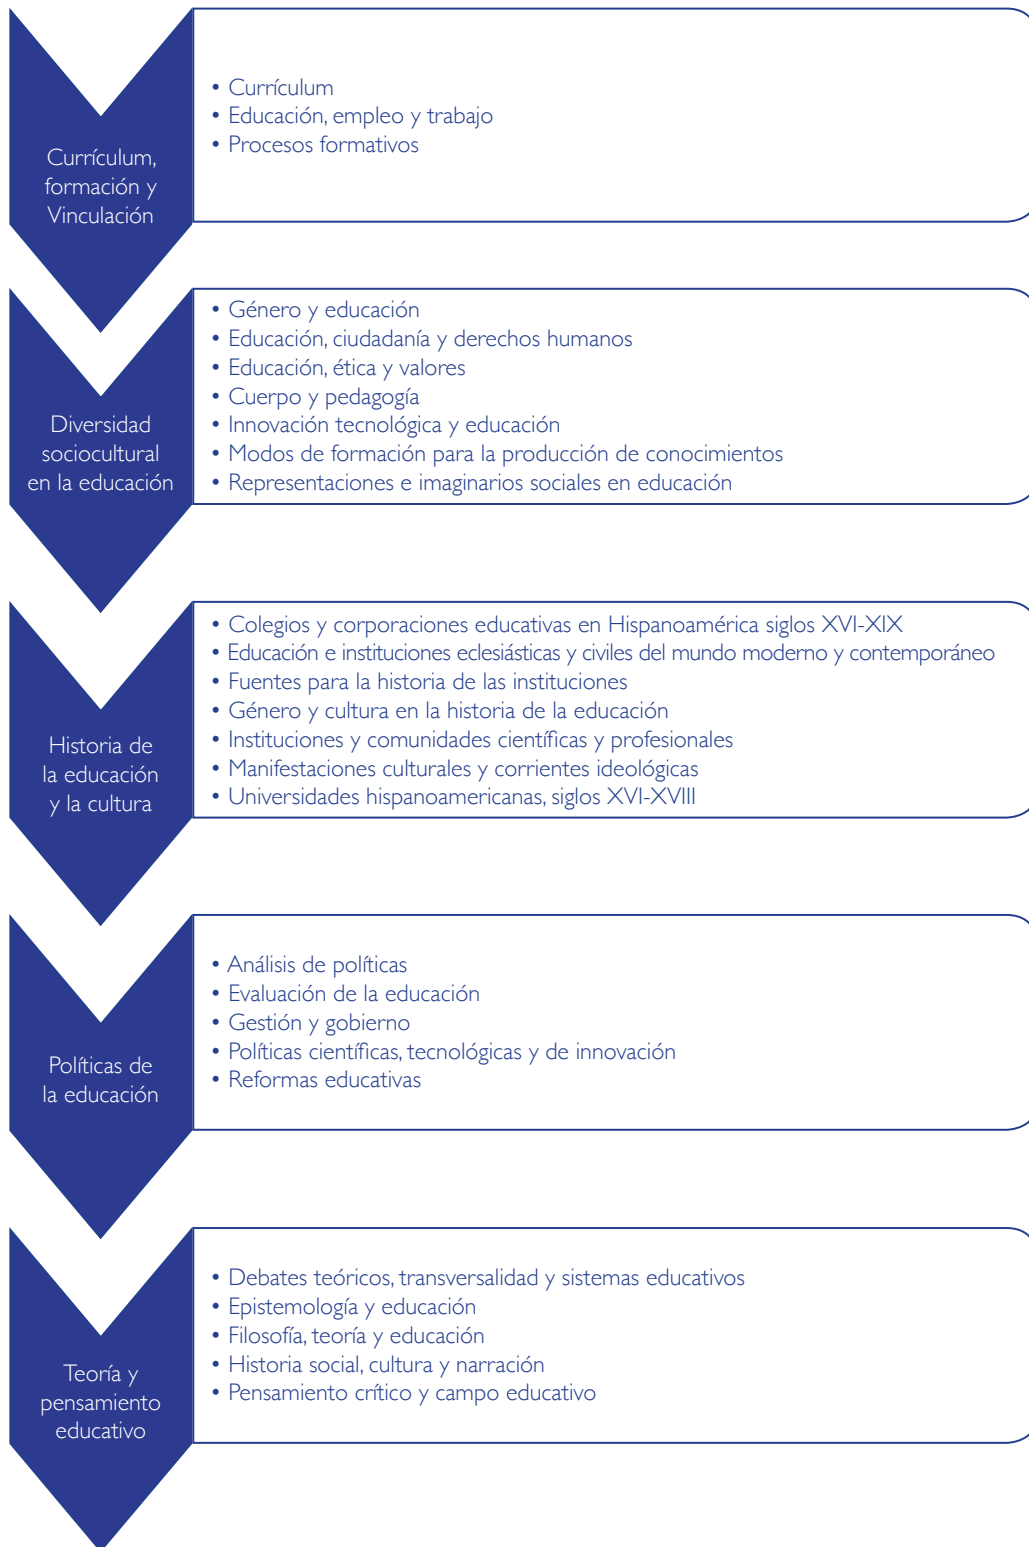 Currículum,
formación y
Vinculación
• Currículum
• Educación, empleo y trabajo
• Procesos formativos
Diversidad
sociocultural
en la educación
• Género y educación
• Educación, ciudadanía y derechos humanos
• Educación, ética y valores
• Cuerpo y pedagogía
• Innovación tecnológica y educación
• Modos de formación para la producción de conocimientos
• Representaciones e imaginarios sociales en educación
Historia de
la educación
y la cultura
• Colegios y corporaciones educativas en Hispanoamérica siglos XVI-XIX
• Educación e instituciones eclesiásticas y civiles del mundo moderno y contemporáneo
• Fuentes para la historia de las instituciones
• Género y cultura en la historia de la educación
• Instituciones y comunidades científicas y profesionales
• Manifestaciones culturales y corrientes ideológicas
• Universidades hispanoamericanas, siglos XVI-XVIII
Políticas de
la educación
• Análisis de políticas
• Evaluación de la educación
• Gestión y gobierno
• Políticas científicas, tecnológicas y de innovación
• Reformas educativas
Teoría y
pensamiento
educativo
• Debates teóricos, transversalidad y sistemas educativos
• Epistemología y educación
• Filosofía, teoría y educación
• Historia social, cultura y narración
• Pensamiento crítico y campo educativo